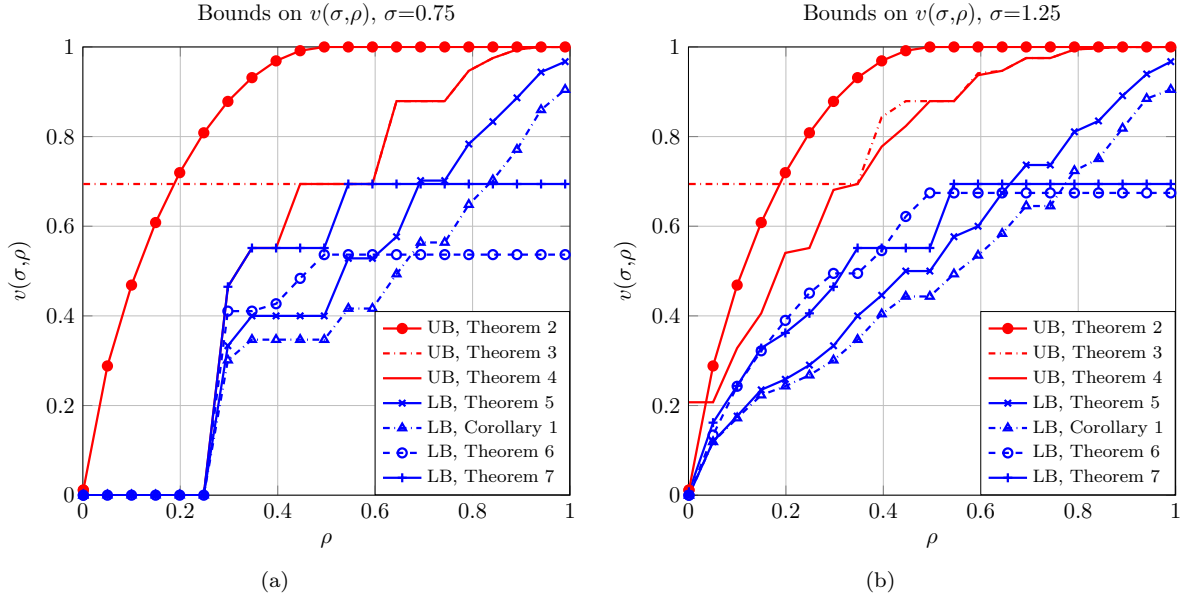 Bounds on v(σ,ρ), σ=0.75
1
0.8
0.6
0.4
0.2
0
v(σ,ρ)
0 0.2 0.4 0.6 0.8 1
ρ
UB, Theorem 2
UB, Theorem 3
UB, Theorem 4
LB, Theorem 5
LB, Corollary 1
LB, Theorem 6
LB, Theorem 7
(a)
Bounds on v(σ,ρ), σ=1.25
1
0.8
0.6
0.4
0.2
0
v(σ,ρ)
0 0.2 0.4 0.6 0.8 1
ρ
UB, Theorem 2
UB, Theorem 3
UB, Theorem 4
LB, Theorem 5
LB, Corollary 1
LB, Theorem 6
LB, Theorem 7
(b)